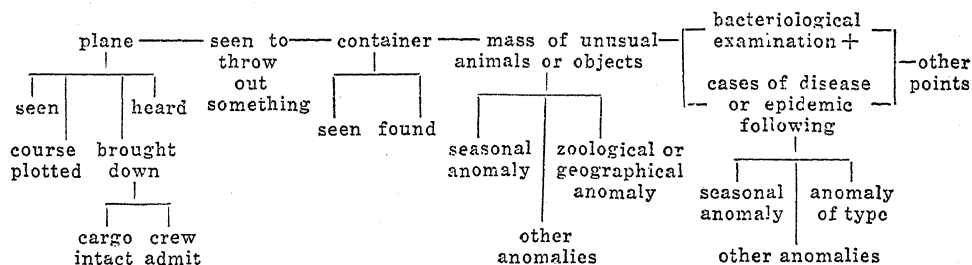 bacteriological
examination +
plane
seen to
throw
out
something
container
mass of unusual
animals or objects
other
points
cases of disease
or epidemic
following
seen
heard
seen found
course
plotted
brought
down
seasonal
anomaly
zoological or
geographical
anomaly
seasonal
anomaly
anomaly
of type
cargo
intact
crew
admit
other
anomalies
other anomalies